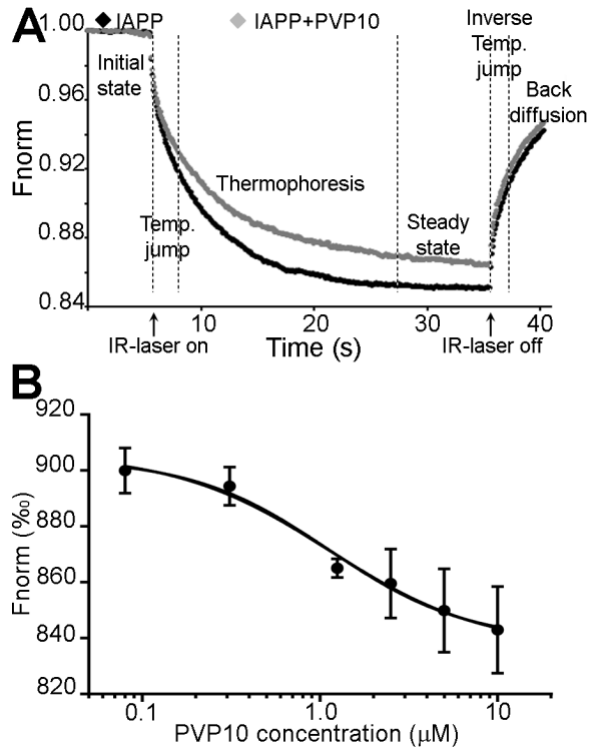 A
IAPP
IAPP+PVP10
Inverse
Temp.
jump
Back
diffusion
1.00
0.96
0.92
0.88
0.84
Fnorm
Initial
state
Thermophoresis
Temp.
jump
Steady
state
10
20
30
40
IR-laser on
Time (s)
IR-laser off
B
920
900
880
860
840
820
Fnorm (‰)
0.1
1.0
10
PVP10 concentration (μM)